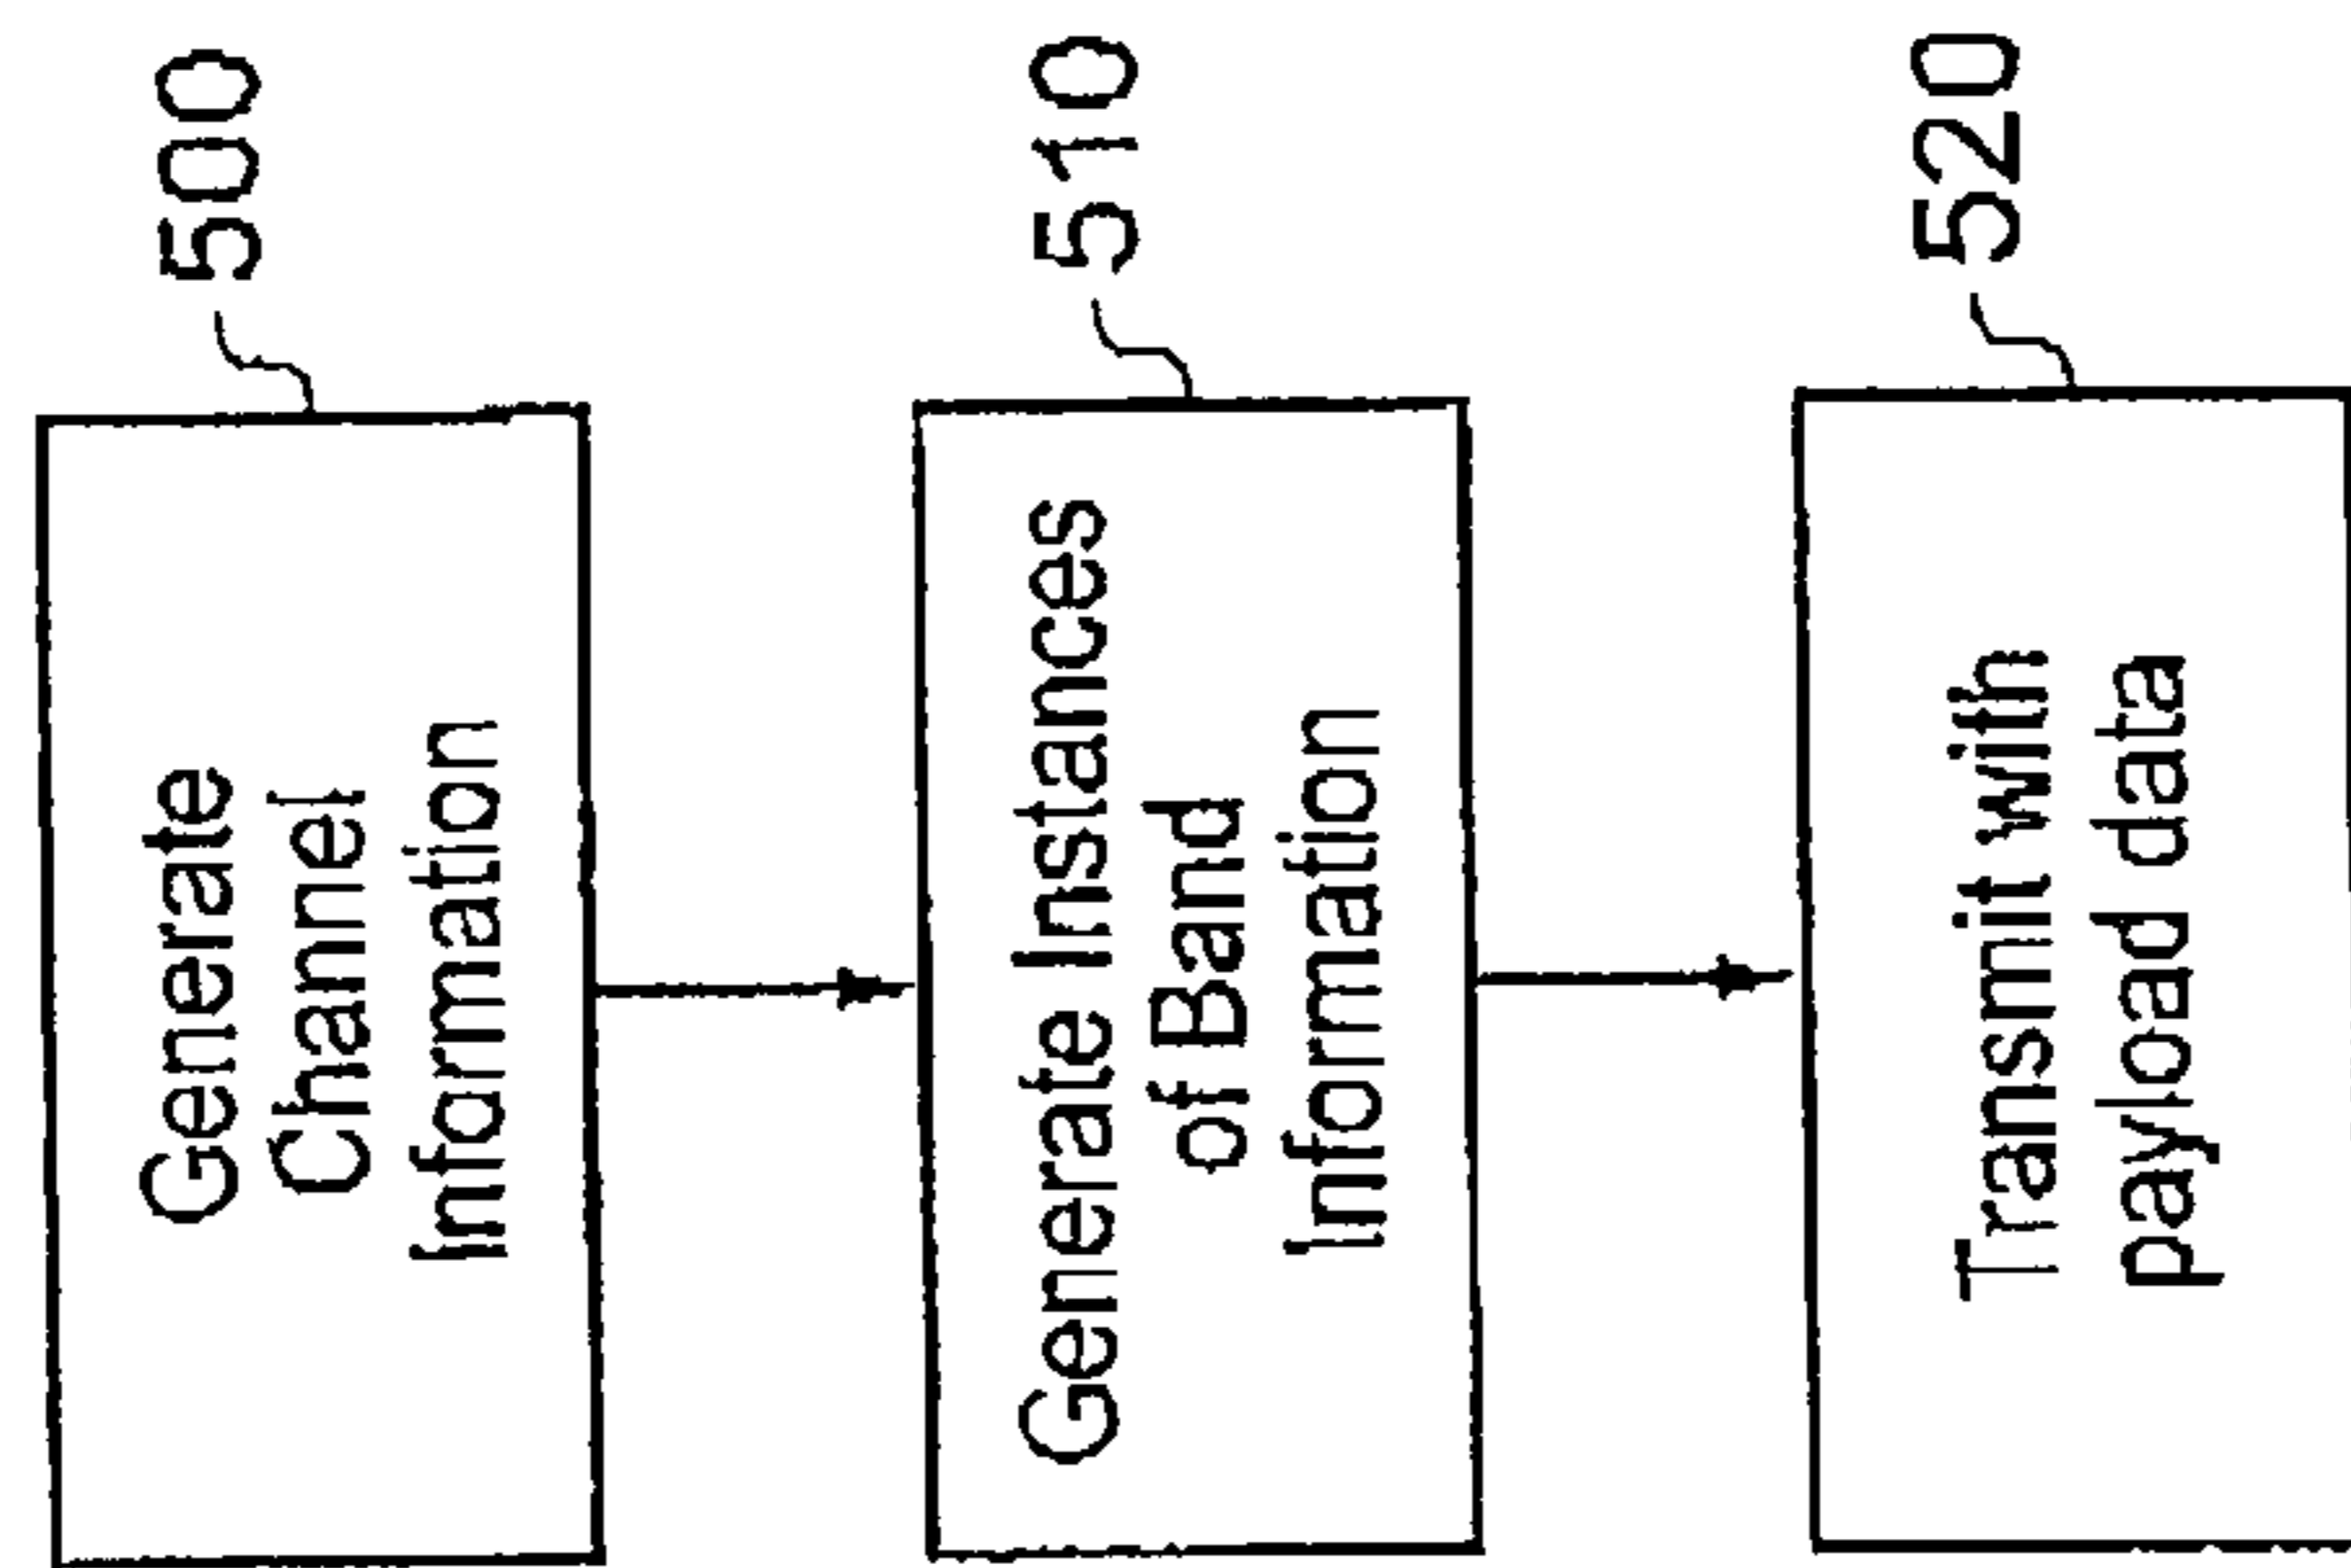 Generate
Channel
Information
500
Generate Instances
of Band
Information
510
Transmit with
payload data
520